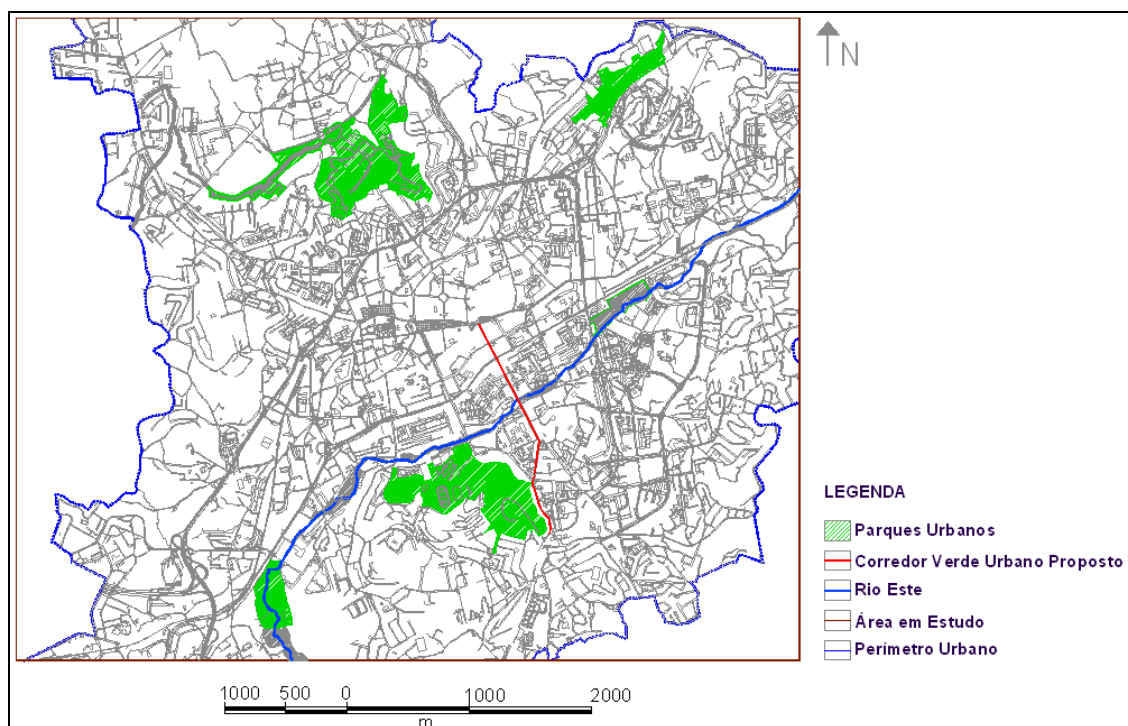 N
LEGENDA
Parques Urbanos
Corredor Verde Urbano Proposto
Rio Este
Área em Estudo
Perímetro Urbano
1000 500 0 1000 2000
m